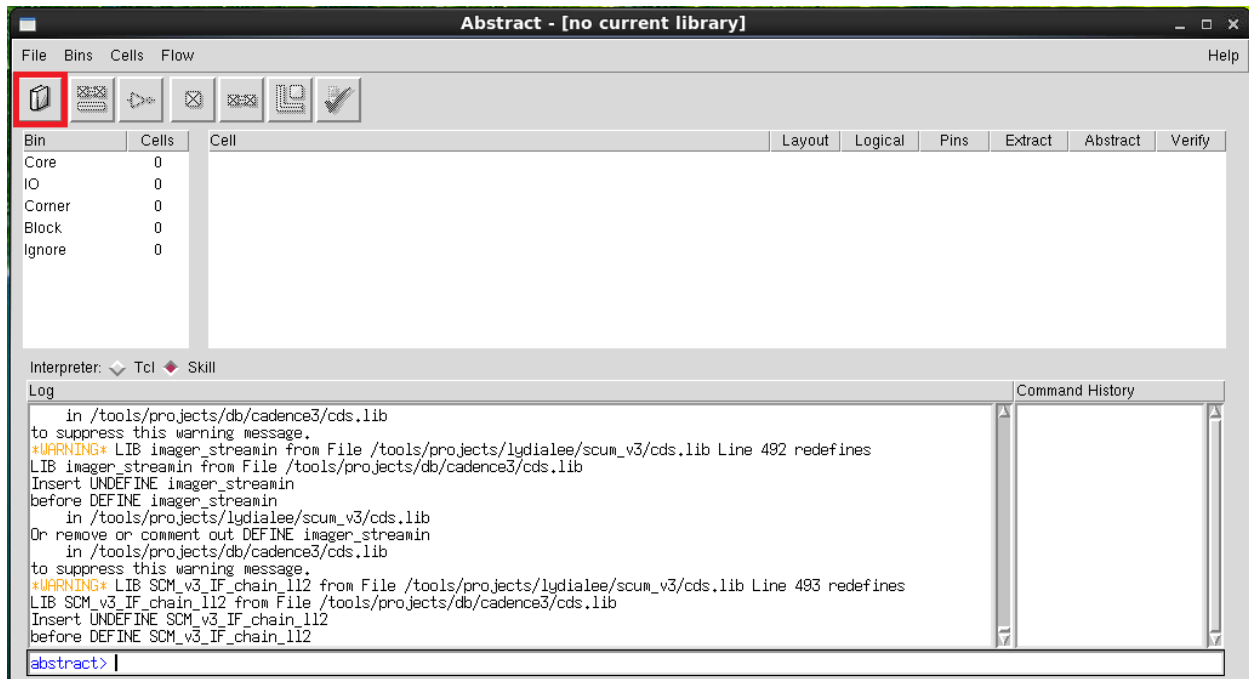 Abstract - [no current library]
File Bins Cells Flow Help
Bin Cells Cell Layout Logical Pins Extract Abstract Verify
Core 0
IO 0
Corner 0
Block 0
Ignore 0
Interpreter: Tcl Skill
Log Command History
in /tools/projects/db/cadence3/cds.lib
to suppress this warning message.
*WARNING* LIB imager_streamin from File /tools/projects/lydialee/scum_v3/cds.lib Line 492 redefines
LIB imager_streamin from File /tools/projects/db/cadence3/cds.lib
Insert UNDEFINE imager_streamin
before DEFINE imager_streamin
in /tools/projects/lydialee/scum_v3/cds.lib
Or remove or comment out DEFINE imager_streamin
in /tools/projects/db/cadence3/cds.lib
to suppress this warning message.
*WARNING* LIB SCM_v3_IF_chain_ll2 from File /tools/projects/lydialee/scum_v3/cds.lib Line 493 redefines
LIB SCM_v3_IF_chain_ll2 from File /tools/projects/db/cadence3/cds.lib
Insert UNDEFINE SCM_v3_IF_chain_ll2
before DEFINE SCM_v3_IF_chain_ll2
abstract>